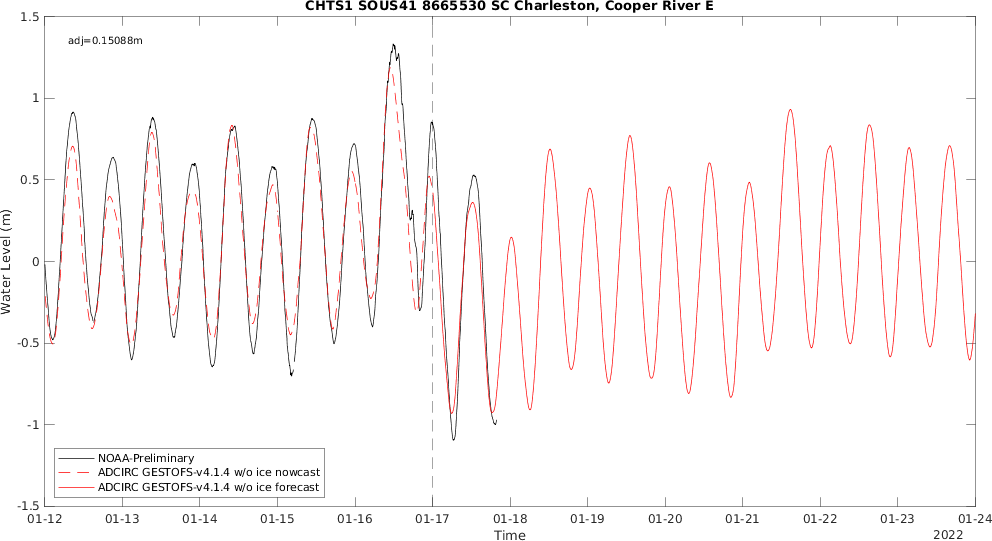 CHTS1 SOUS41 8665530 SC Charleston, Cooper River E
adj=0.15088m
1.5
1
0.5
0
-0.5
-1
-1.5
Water Level (m)
NOAA-Preliminary
ADCIRC GESTOFS-v4.1.4 w/o ice nowcast
ADCIRC GESTOFS-v4.1.4 w/o ice forecast
01-12 01-13 01-14 01-15 01-16 01-17 01-18 01-19 01-20 01-21 01-22 01-23 01-24
Time
2022